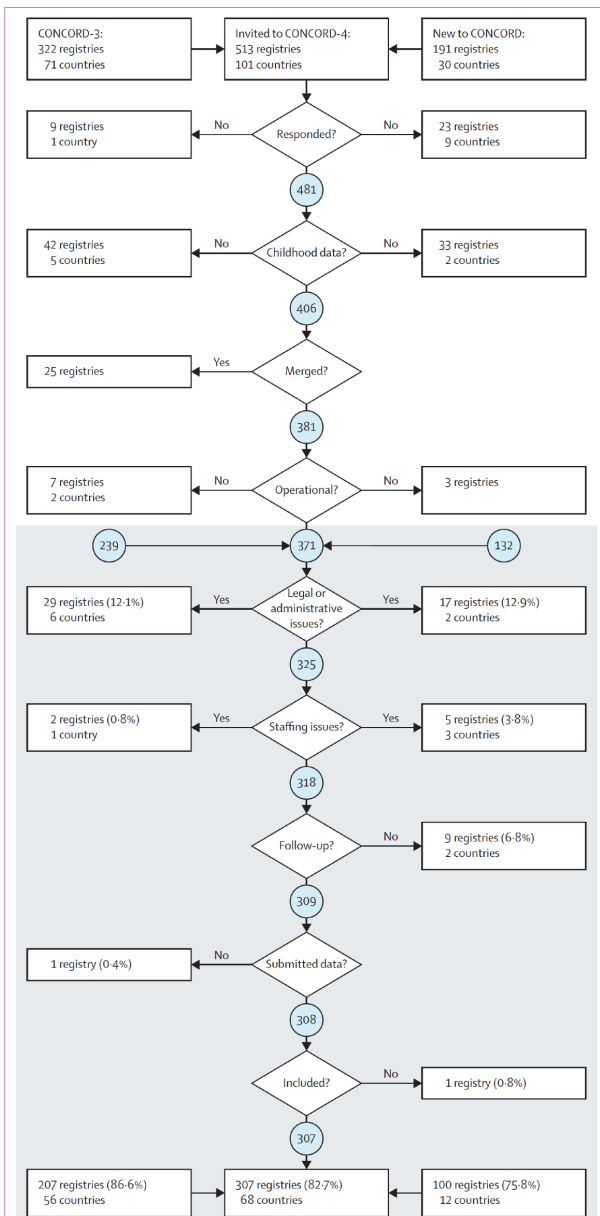 CONCORD-3:
322 registries
71 countries
Invited to CONCORD-4:
513 registries
101 countries
New to CONCORD:
191 registries
30 countries
9 registries
1 country
No
Responded?
No
23 registries
9 countries
481
42 registries
5 countries
No
Childhood data?
No
33 registries
2 countries
406
25 registries
Yes
Merged?
381
7 registries
2 countries
No
Operational?
No
3 registries
239
371
132
29 registries (12·1%)
6 countries
Yes
Legal or
administrative
issues?
Yes
17 registries (12·9%)
2 countries
325
2 registries (0·8%)
1 country
Yes
Staffing issues?
Yes
5 registries (3·8%)
3 countries
318
Follow-up?
No
9 registries (6·8%)
2 countries
309
1 registry (0·4%)
No
Submitted data?
308
Included?
No
1 registry (0·8%)
307
207 registries (86·6%)
56 countries
307 registries (82·7%)
68 countries
100 registries (75·8%)
12 countries